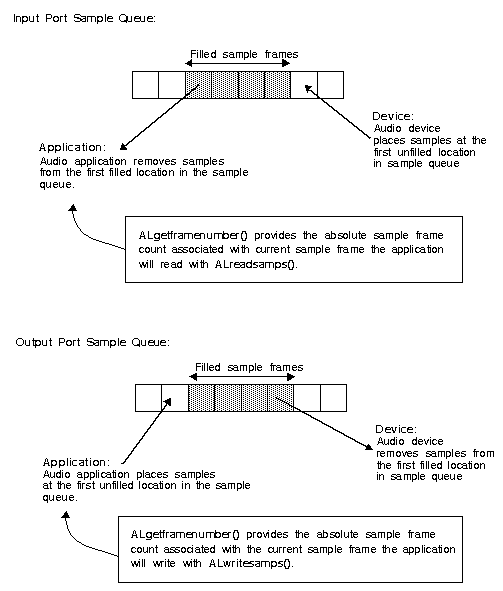 Input Port Sample Queue:
Filled sample frames
Device:
Audio device
places samples at the
first unfilled location
in sample queue
Application:
Audio application removes samples
from the first filled location in the sample
queue.
ALgetframenumber() provides the absolute sample frame
count associated with current sample frame the application
will read with ALreadsamps().
Output Port Sample Queue:
Filled sample frames
Device:
Audio device
removes samples from
the first filled location
in sample queue
Application:
Audio application places samples
at the first unfilled location in the sample
queue.
ALgetframenumber() provides the absolute sample frame
count associated with the current sample frame the application
will write with ALwritesamps().